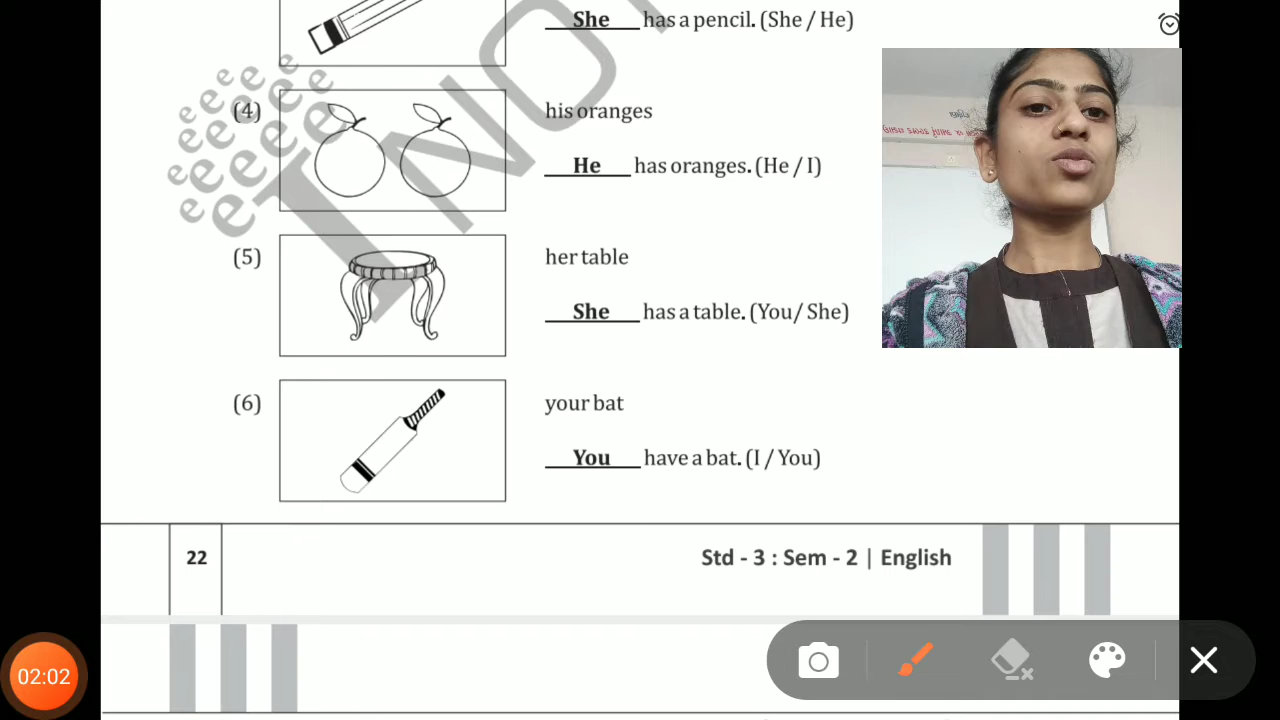 She has a pencil. (She / He)
(4) his oranges
He has oranges. (He / I)
(5) her table
She has a table. (You/ She)
(6) your bat
You have a bat. (I / You)
22
Std - 3 : Sem - 2 | English
02:02